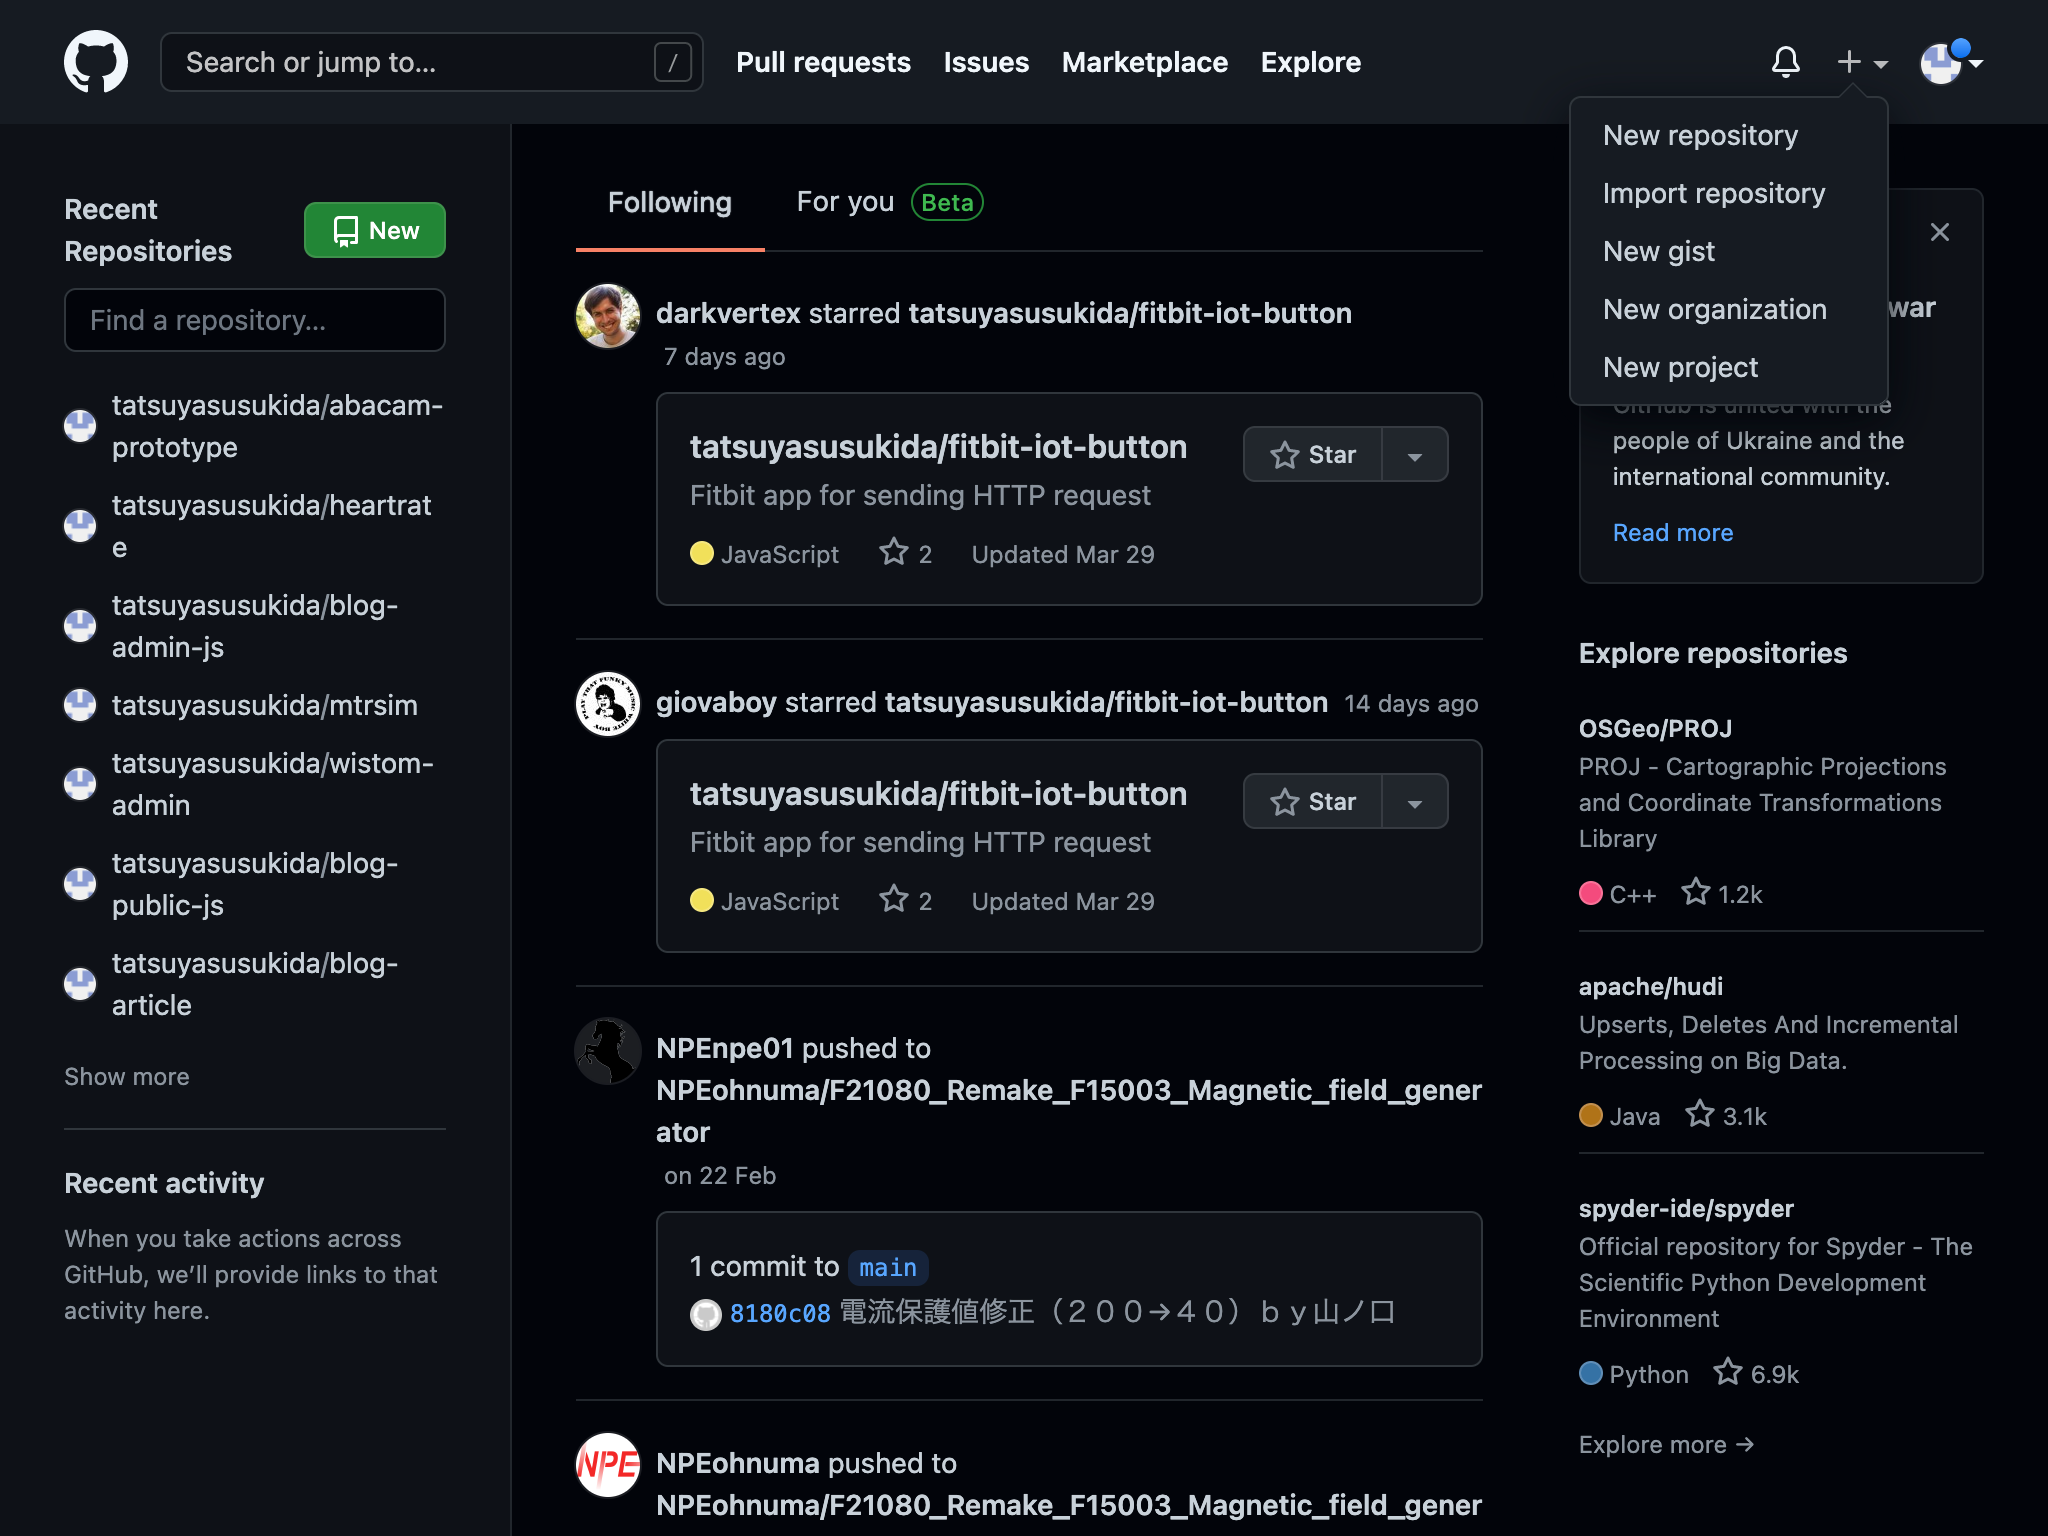 Search or jump to...
/
Pull requests
Issues
Marketplace
Explore
New repository
Import repository
New gist
New organization
New project
Recent
Repositories
New
Find a repository...
tatsuyasusukida/abacam-
prototype
tatsuyasusukida/heartrat
e
tatsuyasusukida/blog-
admin-js
tatsuyasusukida/mtrsim
tatsuyasusukida/wistom-
admin
tatsuyasusukida/blog-
public-js
tatsuyasusukida/blog-
article
Show more
Recent activity
When you take actions across
GitHub, we’ll provide links to that
activity here.
Following
For you Beta
darkvertex starred tatsuyasusukida/fitbit-iot-button
7 days ago
tatsuyasusukida/fitbit-iot-button
Star
Fitbit app for sending HTTP request
JavaScript 2 Updated Mar 29
giovaboy starred tatsuyasusukida/fitbit-iot-button 14 days ago
tatsuyasusukida/fitbit-iot-button
Star
Fitbit app for sending HTTP request
JavaScript 2 Updated Mar 29
NPEnpe01 pushed to
NPEohnuma/F21080_Remake_F15003_Magnetic_field_gener
ator
on 22 Feb
1 commit to main
8180c08 電流保護値修正（２００→４０）ｂｙ山ノ口
NPE
NPEohnuma pushed to
NPEohnuma/F21080_Remake_F15003_Magnetic_field_gener
war
GitHub is united with the
people of Ukraine and the
international community.
Read more
Explore repositories
OSGeo/PROJ
PROJ - Cartographic Projections
and Coordinate Transformations
Library
C++ 1.2k
apache/hudi
Upserts, Deletes And Incremental
Processing on Big Data.
Java 3.1k
spyder-ide/spyder
Official repository for Spyder - The
Scientific Python Development
Environment
Python 6.9k
Explore more →